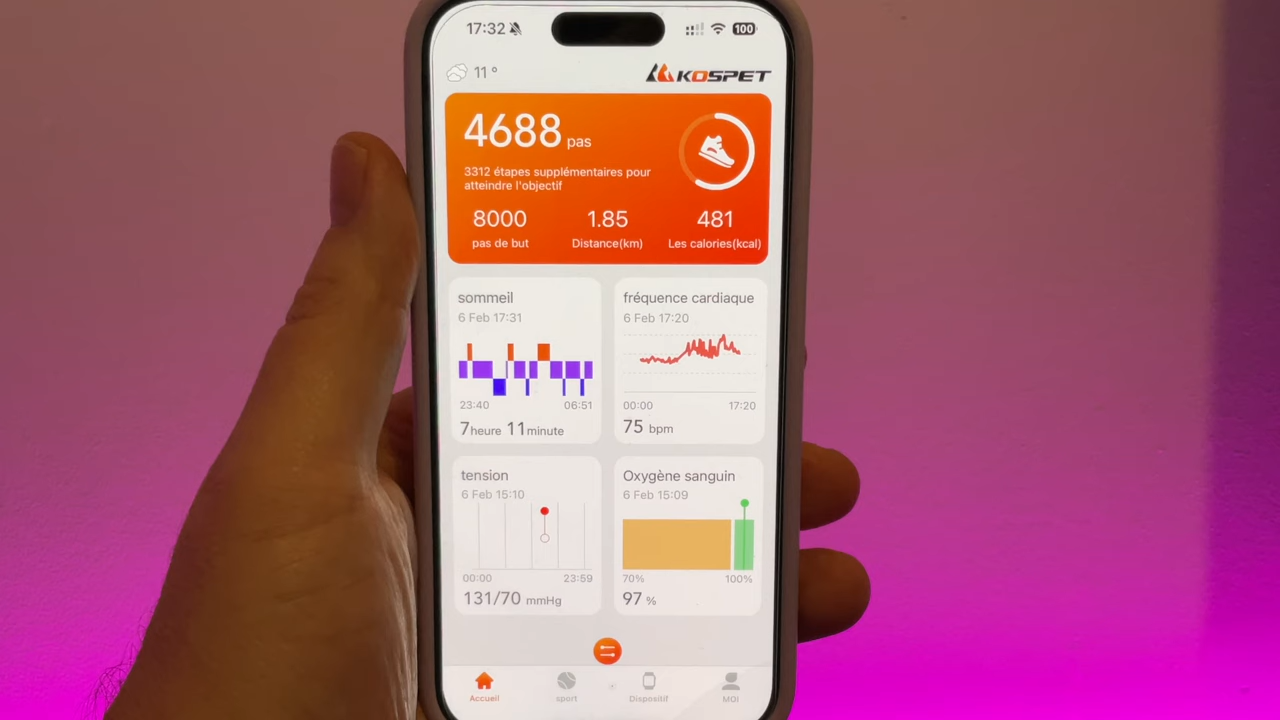 17:32
100
11 °
KOSPET
4688 pas
3312 étapes supplémentaires pour
atteindre l'objectif
8000 1.85 481
pas de but Distance(km) Les calories(kcal)
sommeil
6 Feb 17:31
23:40 06:51
7heure 11minute
fréquence cardiaque
6 Feb 17:20
00:00 17:20
75 bpm
tension
6 Feb 15:10
00:00 23:59
131/70 mmHg
Oxygène sanguin
6 Feb 15:09
70% 100%
97 %
Accueil sport Dispositif MOI